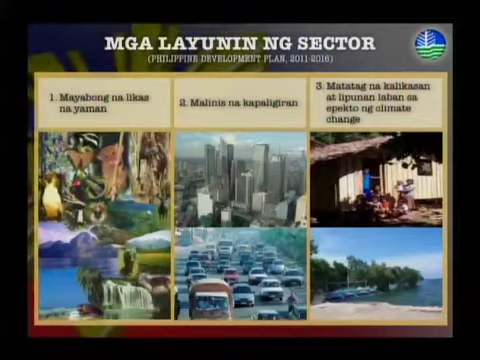 MGA LAYUNIN NG SECTOR
(PHILIPPINE DEVELOPMENT PLAN, 2011-2016)
1. Mayabong na likas
na yaman
2. Malinis na kapaligiran
3. Matatag na kalikasan
at lipunan laban sa
epekto ng climate
change